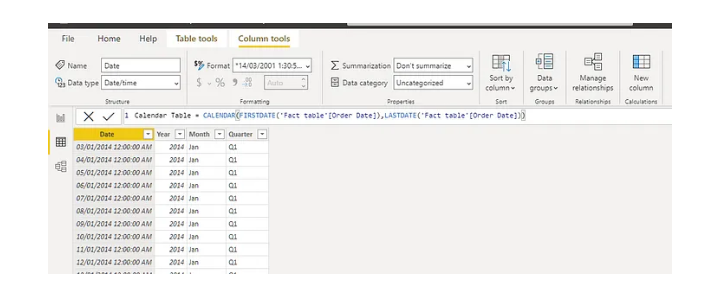 File Home Help Table tools Column tools
Name Date $% Format *14/03/2001 1:30:5... Σ Summarization Don't summarize
Data type Date/time $ % 9 .00 Auto Data category Uncategorized
Sort by column Data groups Manage relationships New column
Structure Formatting Properties Sort Groups Relationships Calculations
1 Calendar Table = CALENDAR(FIRSTDATE('Fact table'[Order Date]),LASTDATE('Fact table'[Order Date]))
Date Year Month Quarter
03/01/2014 12:00:00 AM 2014 Jan Q1
04/01/2014 12:00:00 AM 2014 Jan Q1
05/01/2014 12:00:00 AM 2014 Jan Q1
06/01/2014 12:00:00 AM 2014 Jan Q1
07/01/2014 12:00:00 AM 2014 Jan Q1
08/01/2014 12:00:00 AM 2014 Jan Q1
09/01/2014 12:00:00 AM 2014 Jan Q1
10/01/2014 12:00:00 AM 2014 Jan Q1
11/01/2014 12:00:00 AM 2014 Jan Q1
12/01/2014 12:00:00 AM 2014 Jan Q1